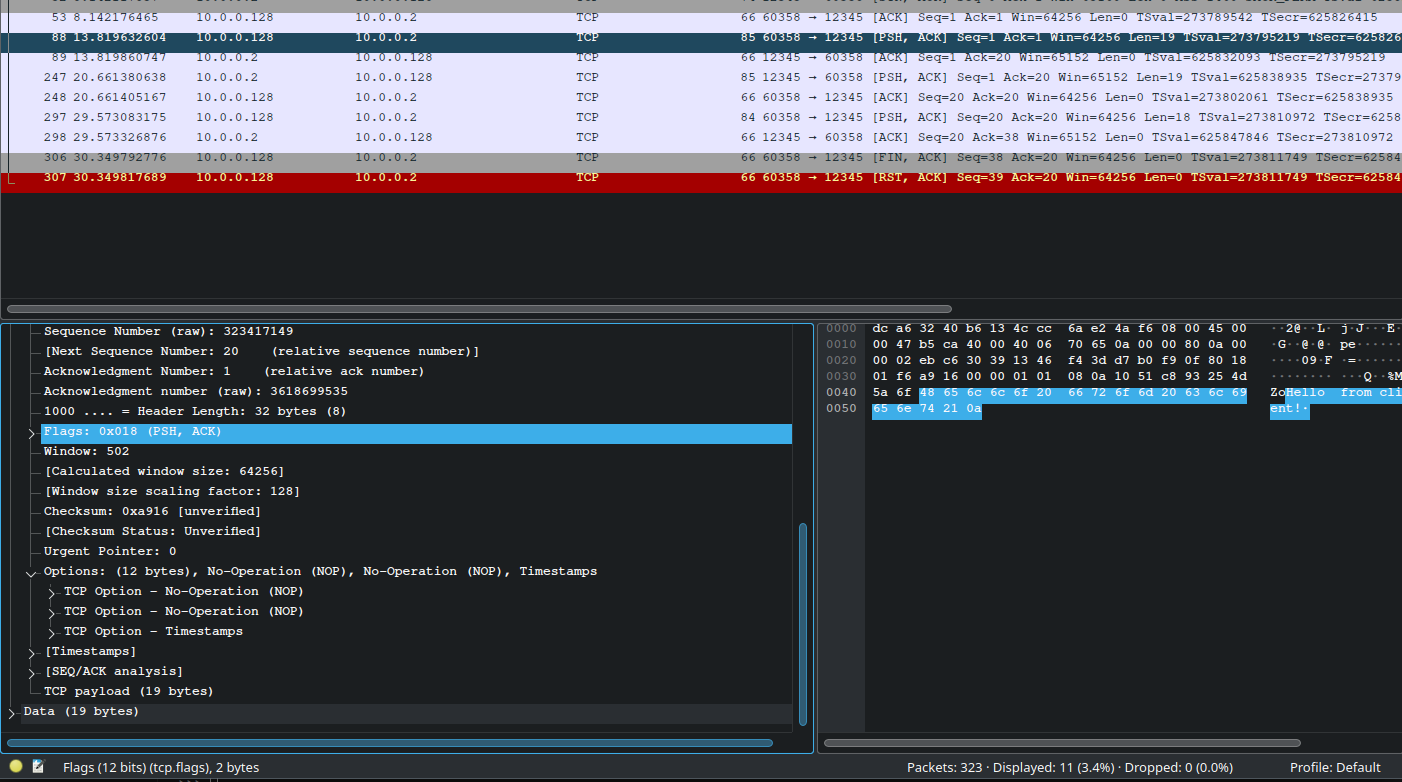 53 8.142176465 10.0.0.128 10.0.0.2 TCP 66 60358 → 12345 [ACK] Seq=1 Ack=1 Win=64256 Len=0 TSval=273789542 TSecr=625826415
88 13.819632604 10.0.0.128 10.0.0.2 TCP 85 60358 → 12345 [PSH, ACK] Seq=1 Ack=1 Win=64256 Len=19 TSval=273795219 TSecr=625826
89 13.819860747 10.0.0.2 10.0.0.128 TCP 66 12345 → 60358 [ACK] Seq=1 Ack=20 Win=65152 Len=0 TSval=625832093 TSecr=273795219
247 20.661380638 10.0.0.2 10.0.0.128 TCP 85 12345 → 60358 [PSH, ACK] Seq=1 Ack=20 Win=65152 Len=19 TSval=625838935 TSecr=27379
248 20.661405167 10.0.0.128 10.0.0.2 TCP 66 60358 → 12345 [ACK] Seq=20 Ack=20 Win=64256 Len=0 TSval=273802061 TSecr=625838935
297 29.573083175 10.0.0.128 10.0.0.2 TCP 84 60358 → 12345 [PSH, ACK] Seq=20 Ack=20 Win=64256 Len=18 TSval=273810972 TSecr=6258
298 29.573326876 10.0.0.2 10.0.0.128 TCP 66 12345 → 60358 [ACK] Seq=20 Ack=38 Win=65152 Len=0 TSval=625847846 TSecr=273810972
306 30.349792776 10.0.0.128 10.0.0.2 TCP 66 60358 → 12345 [FIN, ACK] Seq=38 Ack=20 Win=64256 Len=0 TSval=273811749 TSecr=62584
307 30.349817689 10.0.0.128 10.0.0.2 TCP 66 60358 → 12345 [RST, ACK] Seq=39 Ack=20 Win=64256 Len=0 TSval=273811749 TSecr=62584
Sequence Number (raw): 323417149
[Next Sequence Number: 20 (relative sequence number)]
Acknowledgment Number: 1 (relative ack number)
Acknowledgment number (raw): 3618699535
1000 .... = Header Length: 32 bytes (8)
Flags: 0x018 (PSH, ACK)
Window: 502
[Calculated window size: 64256]
[Window size scaling factor: 128]
Checksum: 0xa916 [unverified]
[Checksum Status: Unverified]
Urgent Pointer: 0
Options: (12 bytes), No-Operation (NOP), No-Operation (NOP), Timestamps
TCP Option - No-Operation (NOP)
TCP Option - No-Operation (NOP)
TCP Option - Timestamps
[Timestamps]
[SEQ/ACK analysis]
TCP payload (19 bytes)
Data (19 bytes)
0000 dc a6 32 40 b6 13 4c cc 6a e2 4a f6 08 00 45 00 ··2@··L· j·J···E·
0010 00 47 b5 ca 40 00 40 06 70 65 0a 00 00 80 0a 00 ·G··@·@· pe······
0020 00 02 eb c6 30 39 13 46 f4 3d d7 b0 f9 0f 80 18 ····09·F ·=······
0030 01 f6 a9 16 00 00 01 01 08 0a 10 51 c8 93 25 4d ········ ···Q··%M
0040 5a 6f 48 65 6c 6c 6f 20 66 72 6f 6d 20 63 6c 69 ZoHello from cli
0050 65 6e 74 21 0a ent!·
Flags (12 bits) (tcp.flags), 2 bytes
Packets: 323 · Displayed: 11 (3.4%) · Dropped: 0 (0.0%)
Profile: Default